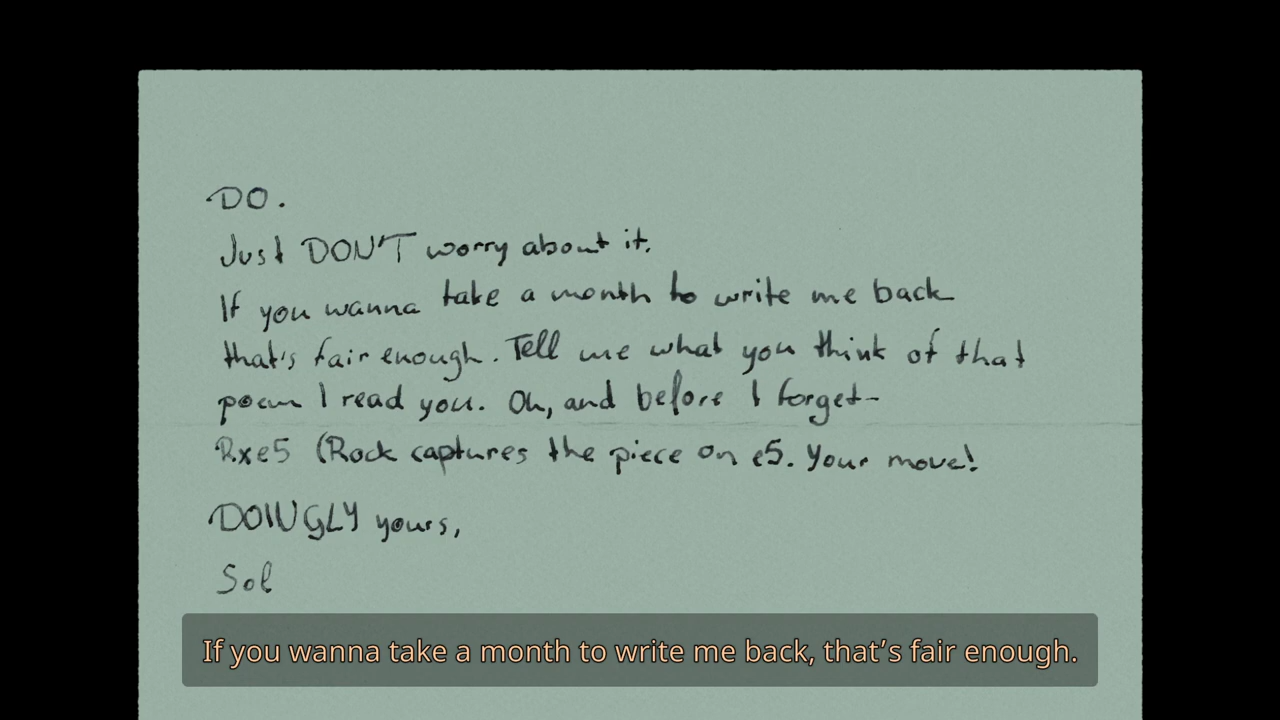 DO.
Just DON'T worry about it.
If you wanna take a month to write me back
that's fair enough. Tell me what you think of that
poem I read you. Oh, and before I forget-
Rxe5 (Rock captures the piece on e5. Your move!
DOINGLY yours,
Sol
If you wanna take a month to write me back, that's fair enough.